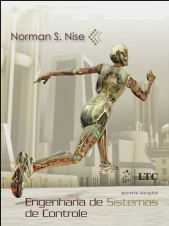 Norman S. Nise
LTC
QUINTA EDIÇÃO
Engenharia de Sistemas
de Controle